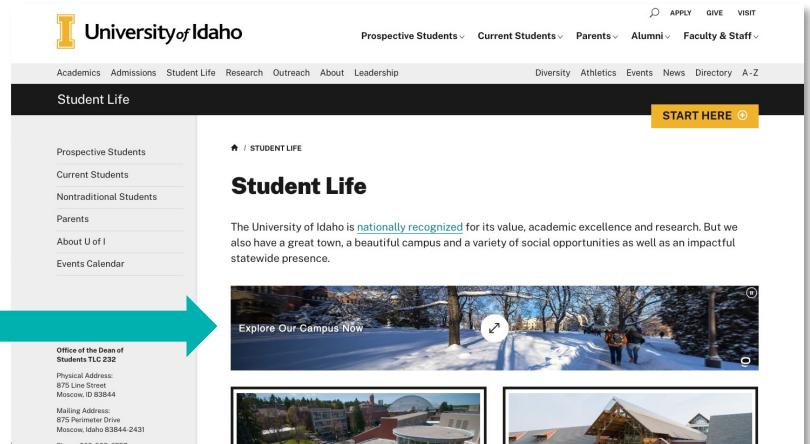 APPLY GIVE VISIT
I University of Idaho
Prospective Students Current Students Parents Alumni Faculty & Staff
Academics Admissions Student Life Research Outreach About Leadership Diversity Athletics Events News Directory A - Z
Student Life
START HERE
Prospective Students
Current Students
Nontraditional Students
Parents
About U of I
Events Calendar
Office of the Dean of
Students TLC 232
Physical Address:
875 Line Street
Moscow, ID 83844
Mailing Address:
875 Perimeter Drive
Moscow, Idaho 83844-2431
/ STUDENT LIFE
Student Life
The University of Idaho is nationally recognized for its value, academic excellence and research. But we
also have a great town, a beautiful campus and a variety of social opportunities as well as an impactful
statewide presence.
Explore Our Campus Now